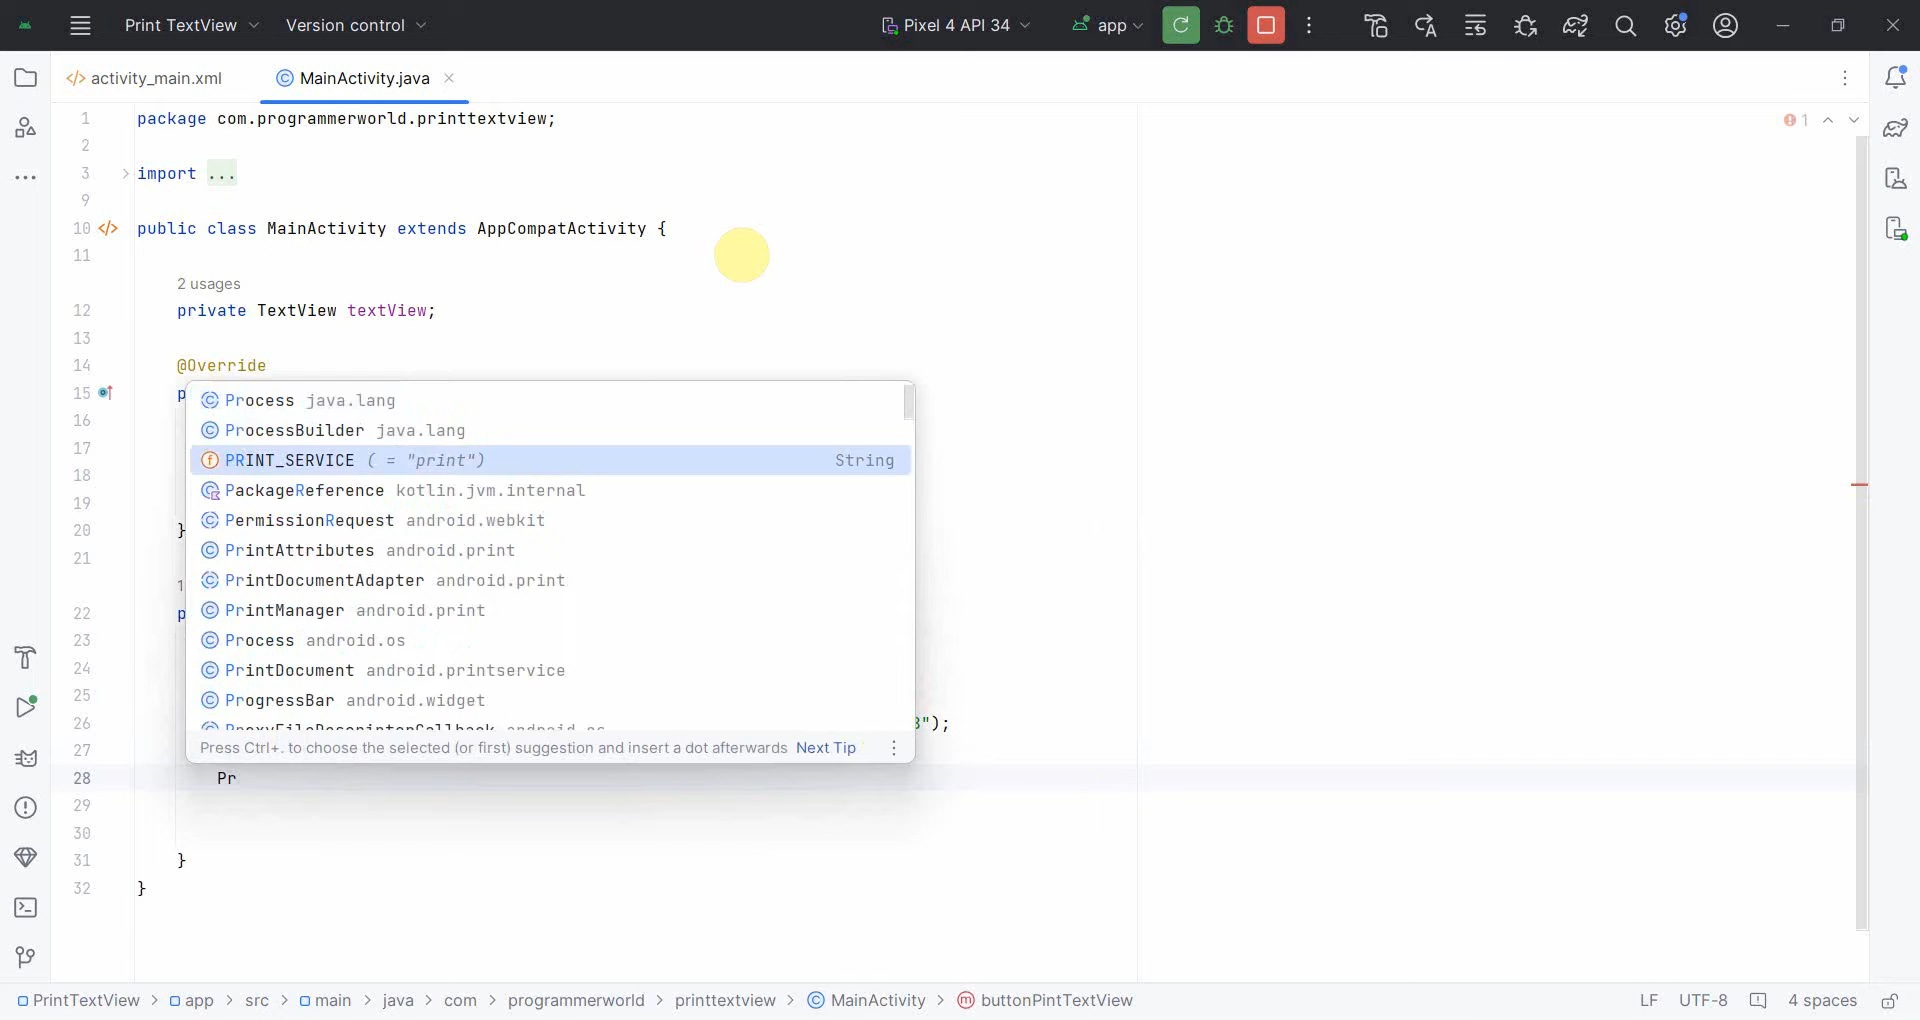 Print TextView
Version control
Pixel 4 API 34
app
activity_main.xml
MainActivity.java
1 package com.programmerworld.printtextview;
1
2
3 import ...
9
10 public class MainActivity extends AppCompatActivity {
11
2 usages
12 private TextView textView;
13
14 @Override
15 p
16
17
18
19
20 }
21
1
22 p
23
24
25
26 3");
27
28 Pr
29
30
31 }
32 }
Process java.lang
ProcessBuilder java.lang
PRINT_SERVICE ( = "print") String
PackageReference kotlin.jvm.internal
PermissionRequest android.webkit
PrintAttributes android.print
PrintDocumentAdapter android.print
PrintManager android.print
Process android.os
PrintDocument android.printservice
ProgressBar android.widget
ProxyFileDescriptorCallback android.os
Press Ctrl+. to choose the selected (or first) suggestion and insert a dot afterwards Next Tip
PrintTextView > app > src > main > java > com > programmerworld > printtextview > MainActivity > buttonPintTextView
LF UTF-8 4 spaces